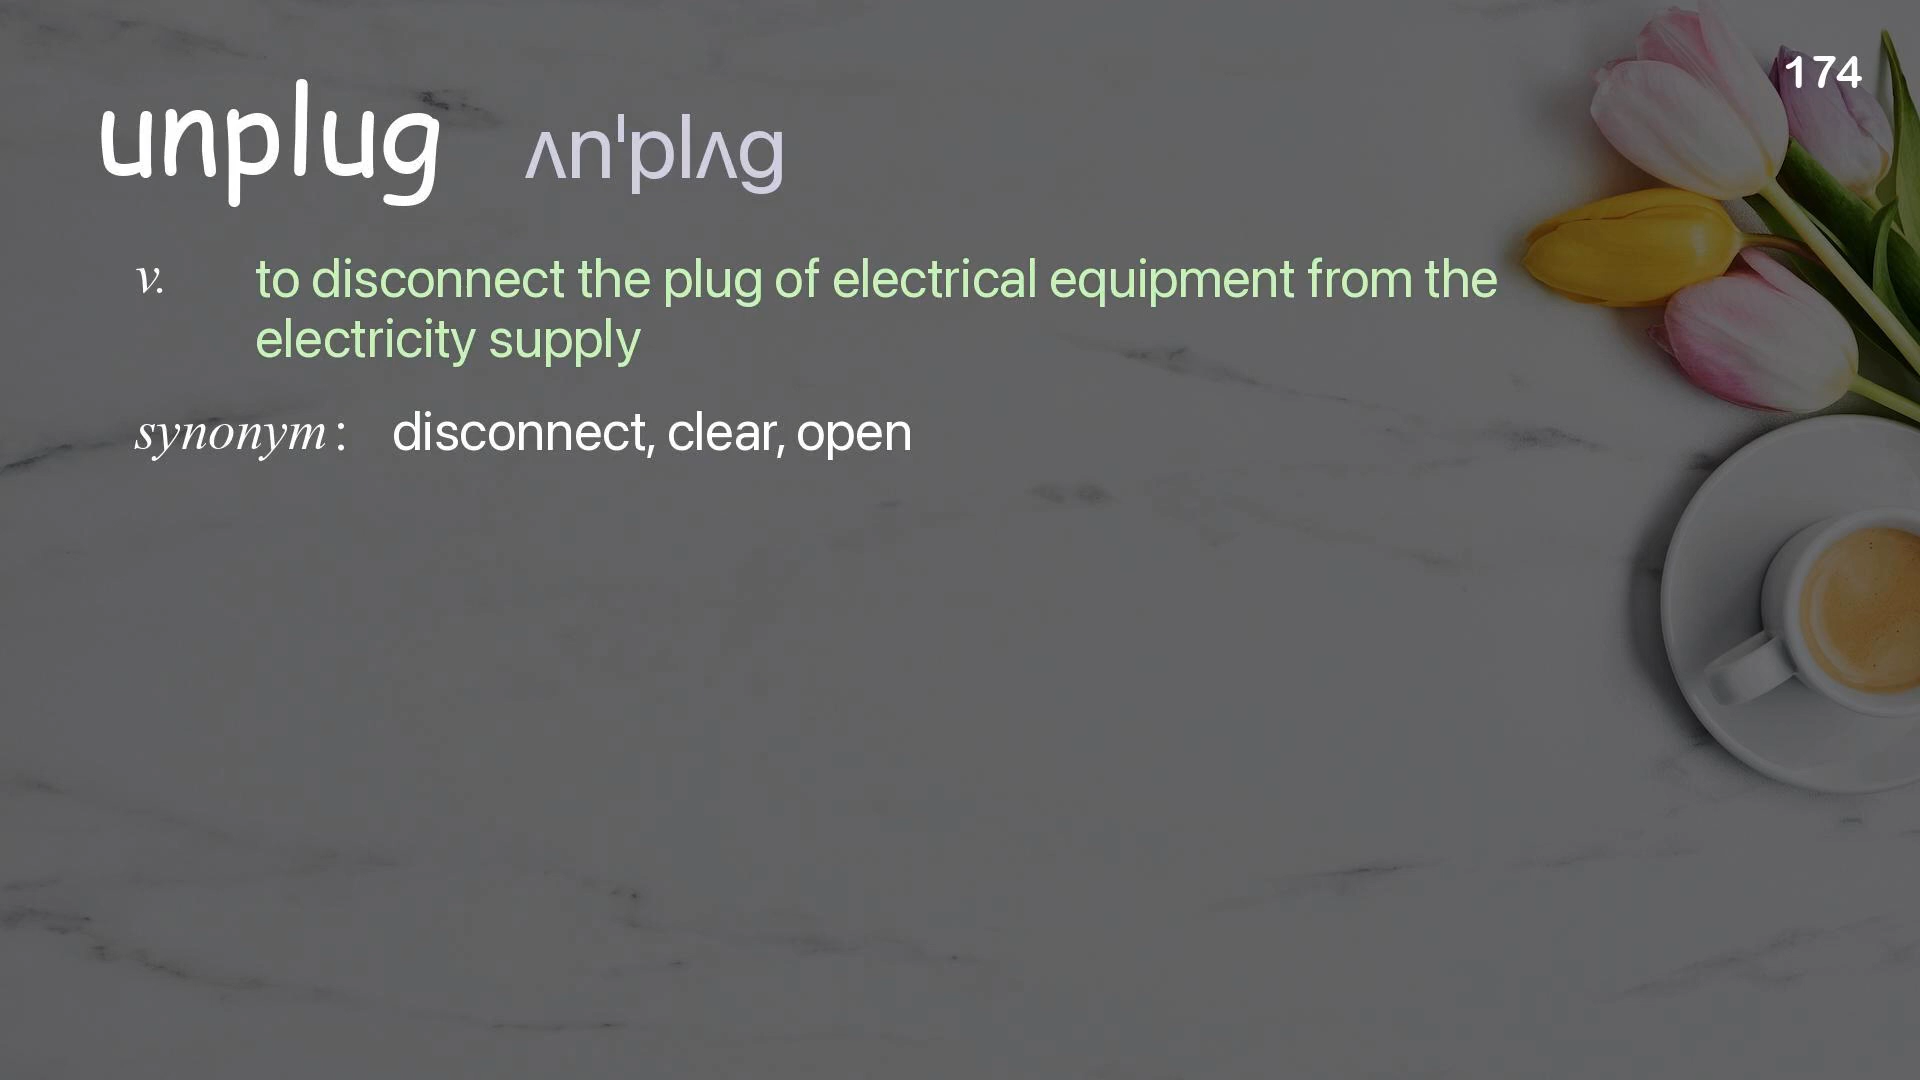 174
unplug ʌnˈplʌg
v. to disconnect the plug of electrical equipment from the
electricity supply
synonym : disconnect, clear, open